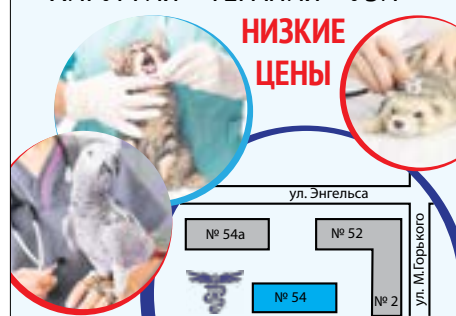 НИЗКИЕ
ЦЕНЫ
ул. Энгельса
№ 54а
№ 52
ул. М.Горького
№ 54
№ 2